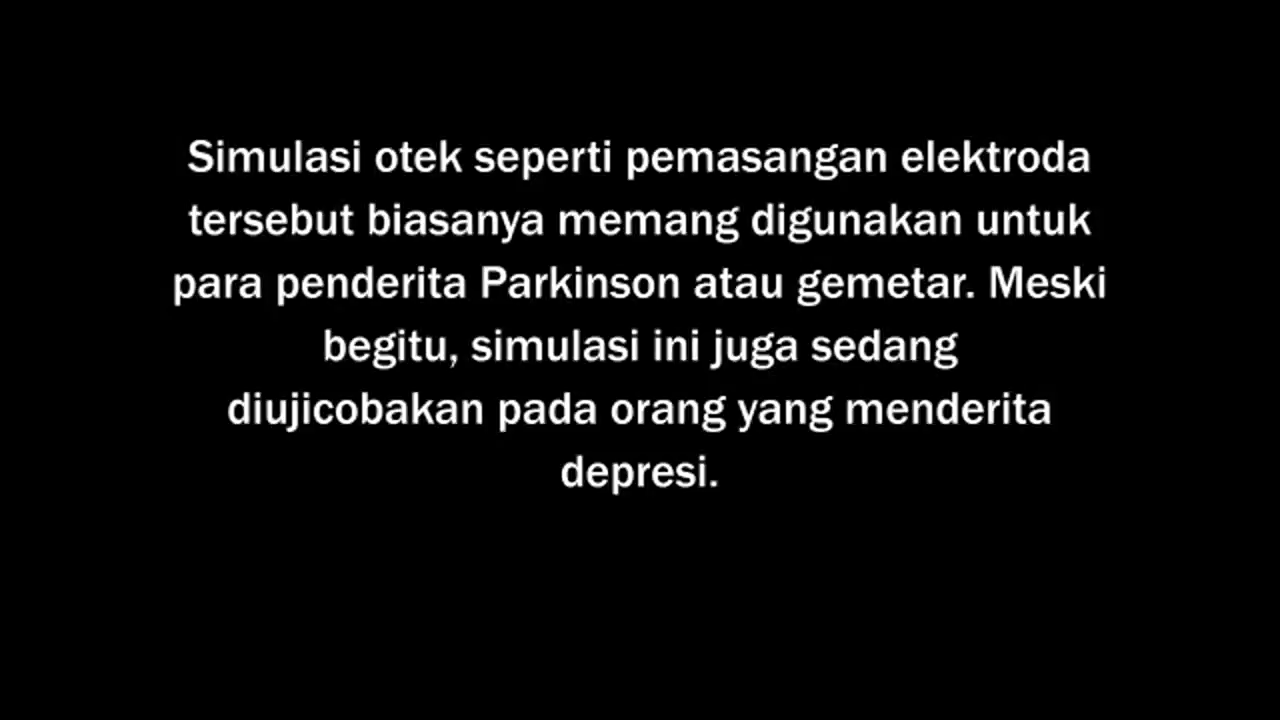 Simulasi otek seperti pemasangan elektroda
tersebut biasanya memang digunakan untuk
para penderita Parkinson atau gemetar. Meski
begitu, simulasi ini juga sedang
diujicobakan pada orang yang menderita
depresi.